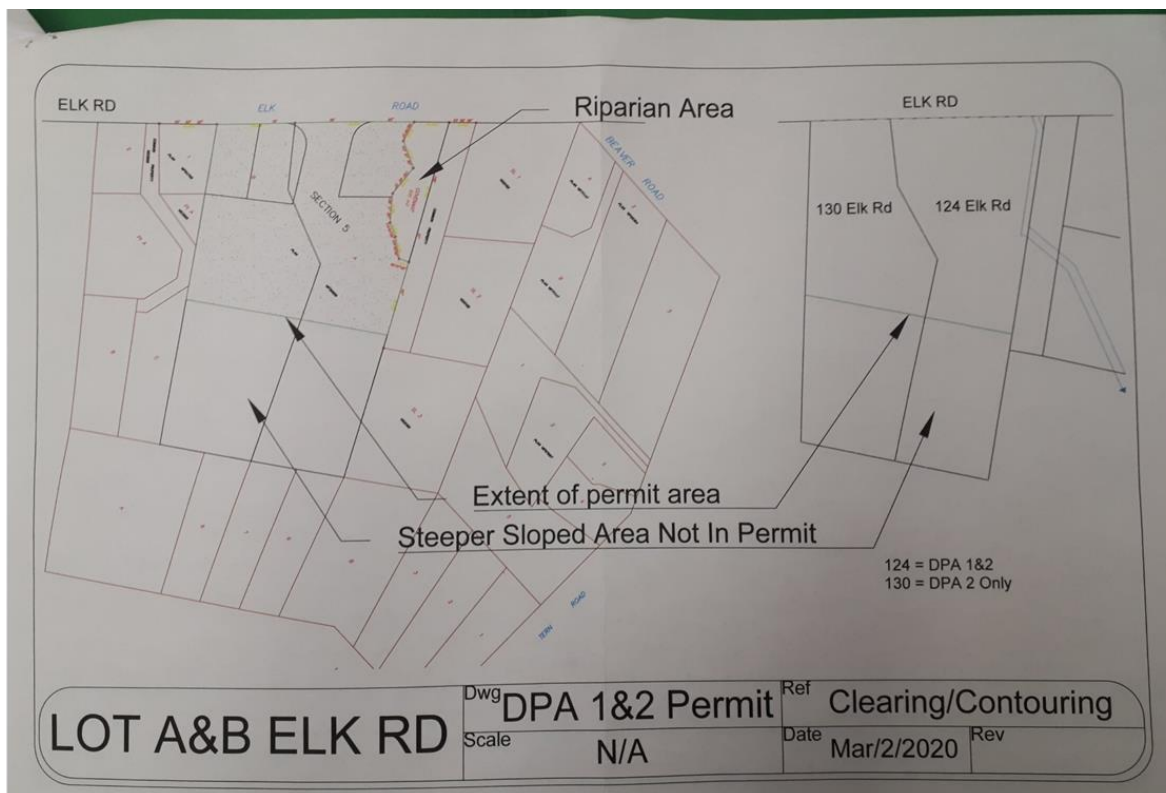 ELK RD
ELK ROAD
Riparian Area
ELK RD
BEAVER ROAD
130 Elk Rd
124 Elk Rd
SECTION 5
Extent of permit area
Steeper Sloped Area Not In Permit
124 = DPA 1&2
130 = DPA 2 Only
TERN ROAD
LOT A&B ELK RD
Dwg DPA 1&2 Permit
Ref Clearing/Contouring
Scale N/A
Date Mar/2/2020
Rev